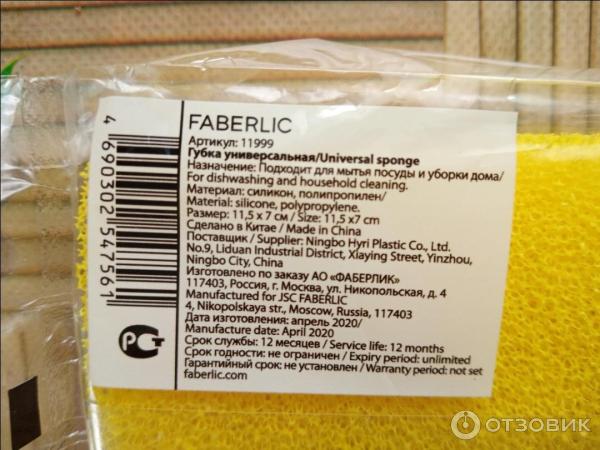 FABERLIC
Артикул: 11999
Губка универсальная/Universal sponge
Назначение: Подходит для мытья посуды и уборки дома/
For dishwashing and household cleaning.
Материал: силикон, полипропилен/
Material: silicone, polypropylene.
Размер: 11,5 x 7 см / Size: 11,5x7 cm
Сделано в Китае / Made in China
Поставщик / Supplier: Ningbo Hyri Plastic Co., Ltd.
No.9, Liduan Industrial District, Xiaying Street, Yinzhou,
Ningbo City, China
Изготовлено по заказу АО «ФАБЕРЛИК»
117403, Россия, г. Москва, ул. Никопольская, д. 4
Manufactured for JSC FABERLIC
4, Nikopolskaya str., Moscow, Russia, 117403
Дата изготовления: апрель 2020/
Manufacture date: April 2020
Срок службы: 12 месяцев / Service life: 12 months
Срок годности: не ограничен / Expiry period: unlimited
Гарантийный срок: не установлен / Warranty period: not set
faberlic.com
4 690302 547561
РСТ
ОТЗОВИК